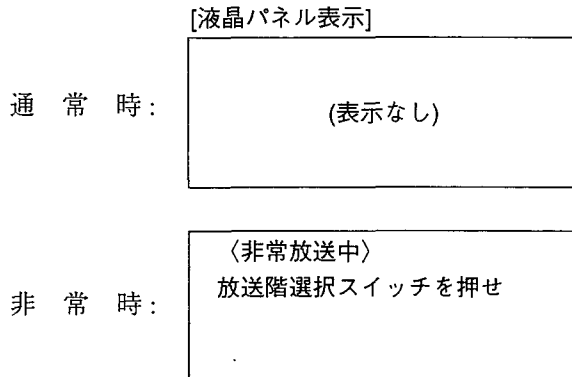 [液晶パネル表示]
通 常 時:
(表示なし)
〈非常放送中〉
放送階選択スイッチを押せ
非 常 時: